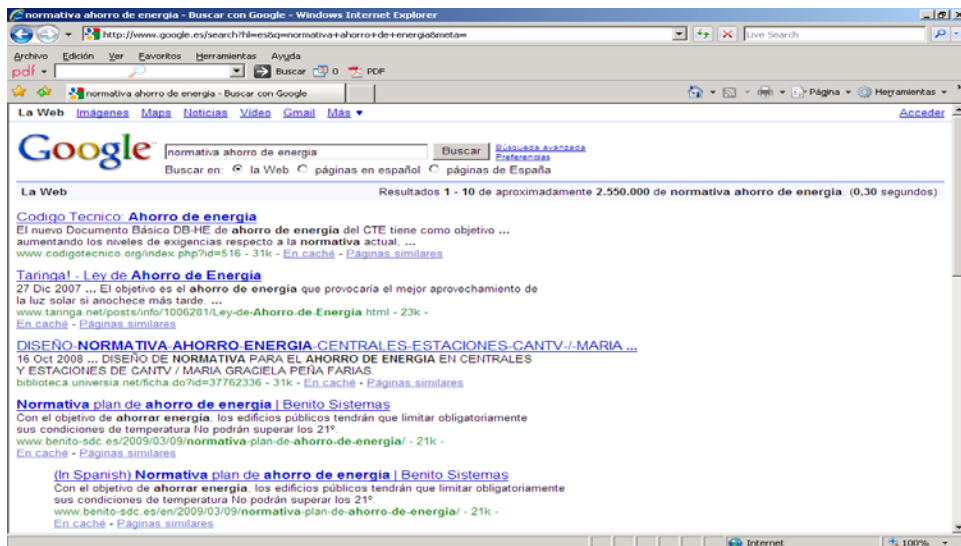 normativa ahorro de energia - Buscar con Google - Windows Internet Explorer
http://www.google.es/search?hl=es&q=normativa+ahorro+de+energia&meta=
Live Search
Archivo Edición Ver Favoritos Herramientas Ayuda
pdf Buscar 0 PDF
normativa ahorro de energia - Buscar con Google Página Herramientas
La Web Imágenes Maps Noticias Vídeo Gmail Más ▼ Acceder
Google normativa ahorro de energia Buscar Búsqueda avanzada
Preferencias
Buscar en: la Web páginas en español páginas de España
La Web Resultados 1 - 10 de aproximadamente 2.550.000 de normativa ahorro de energia. (0,30 segundos)
Codigo Tecnico: Ahorro de energía
El nuevo Documento Básico DB-HE de ahorro de energía del CTE tiene como objetivo ...
aumentando los niveles de exigencias respecto a la normativa actual, ...
www.codigotecnico.org/index.php?id=516 - 31k - En caché - Páginas similares
Taringa! - Ley de Ahorro de Energía
27 Dic 2007 ... El objetivo es el ahorro de energía que provocaría el mejor aprovechamiento de
la luz solar si anochece más tarde. ...
www.taringa.net/posts/info/1006281/Ley-de-Ahorro-de-Energía.html - 23k -
En caché - Páginas similares
DISEÑO-NORMATIVA-AHORRO-ENERGIA-CENTRALES-ESTACIONES-CANTV-/-MARIA ...
16 Oct 2008 ... DISEÑO DE NORMATIVA PARA EL AHORRO DE ENERGIA EN CENTRALES
Y ESTACIONES DE CANTV / MARIA GRACIELA PEÑA FARIAS.
biblioteca.universia.net/ficha.do?id=37762336 - 31k - En caché - Páginas similares
Normativa plan de ahorro de energía | Benito Sistemas
Con el objetivo de ahorrar energía, los edificios públicos tendrán que limitar obligatoriamente
sus condiciones de temperatura No podrán superar los 21º.
www.benito-sdc.es/2009/03/09/normativa-plan-de-ahorro-de-energia/ - 21k -
En caché - Páginas similares
(In Spanish) Normativa plan de ahorro de energía | Benito Sistemas
Con el objetivo de ahorrar energía, los edificios públicos tendrán que limitar obligatoriamente
sus condiciones de temperatura No podrán superar los 21º.
www.benito-sdc.es/en/2009/03/09/normativa-plan-de-ahorro-de-energia/ - 21k -
En caché - Páginas similares
Internet 100%